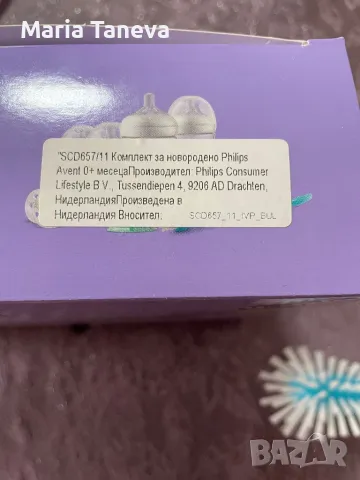 Maria Taneva
"SCD657/11 Комплект за новородено Philips
Avent 0+ месецаПроизводител: Philips Consumer
Lifestyle B.V., Tussendiepen 4, 9206 AD Drachten,
НидерландияПроизведена в
Нидерландия Вносител: SCD657_11_IVP_BUL
BAZAR